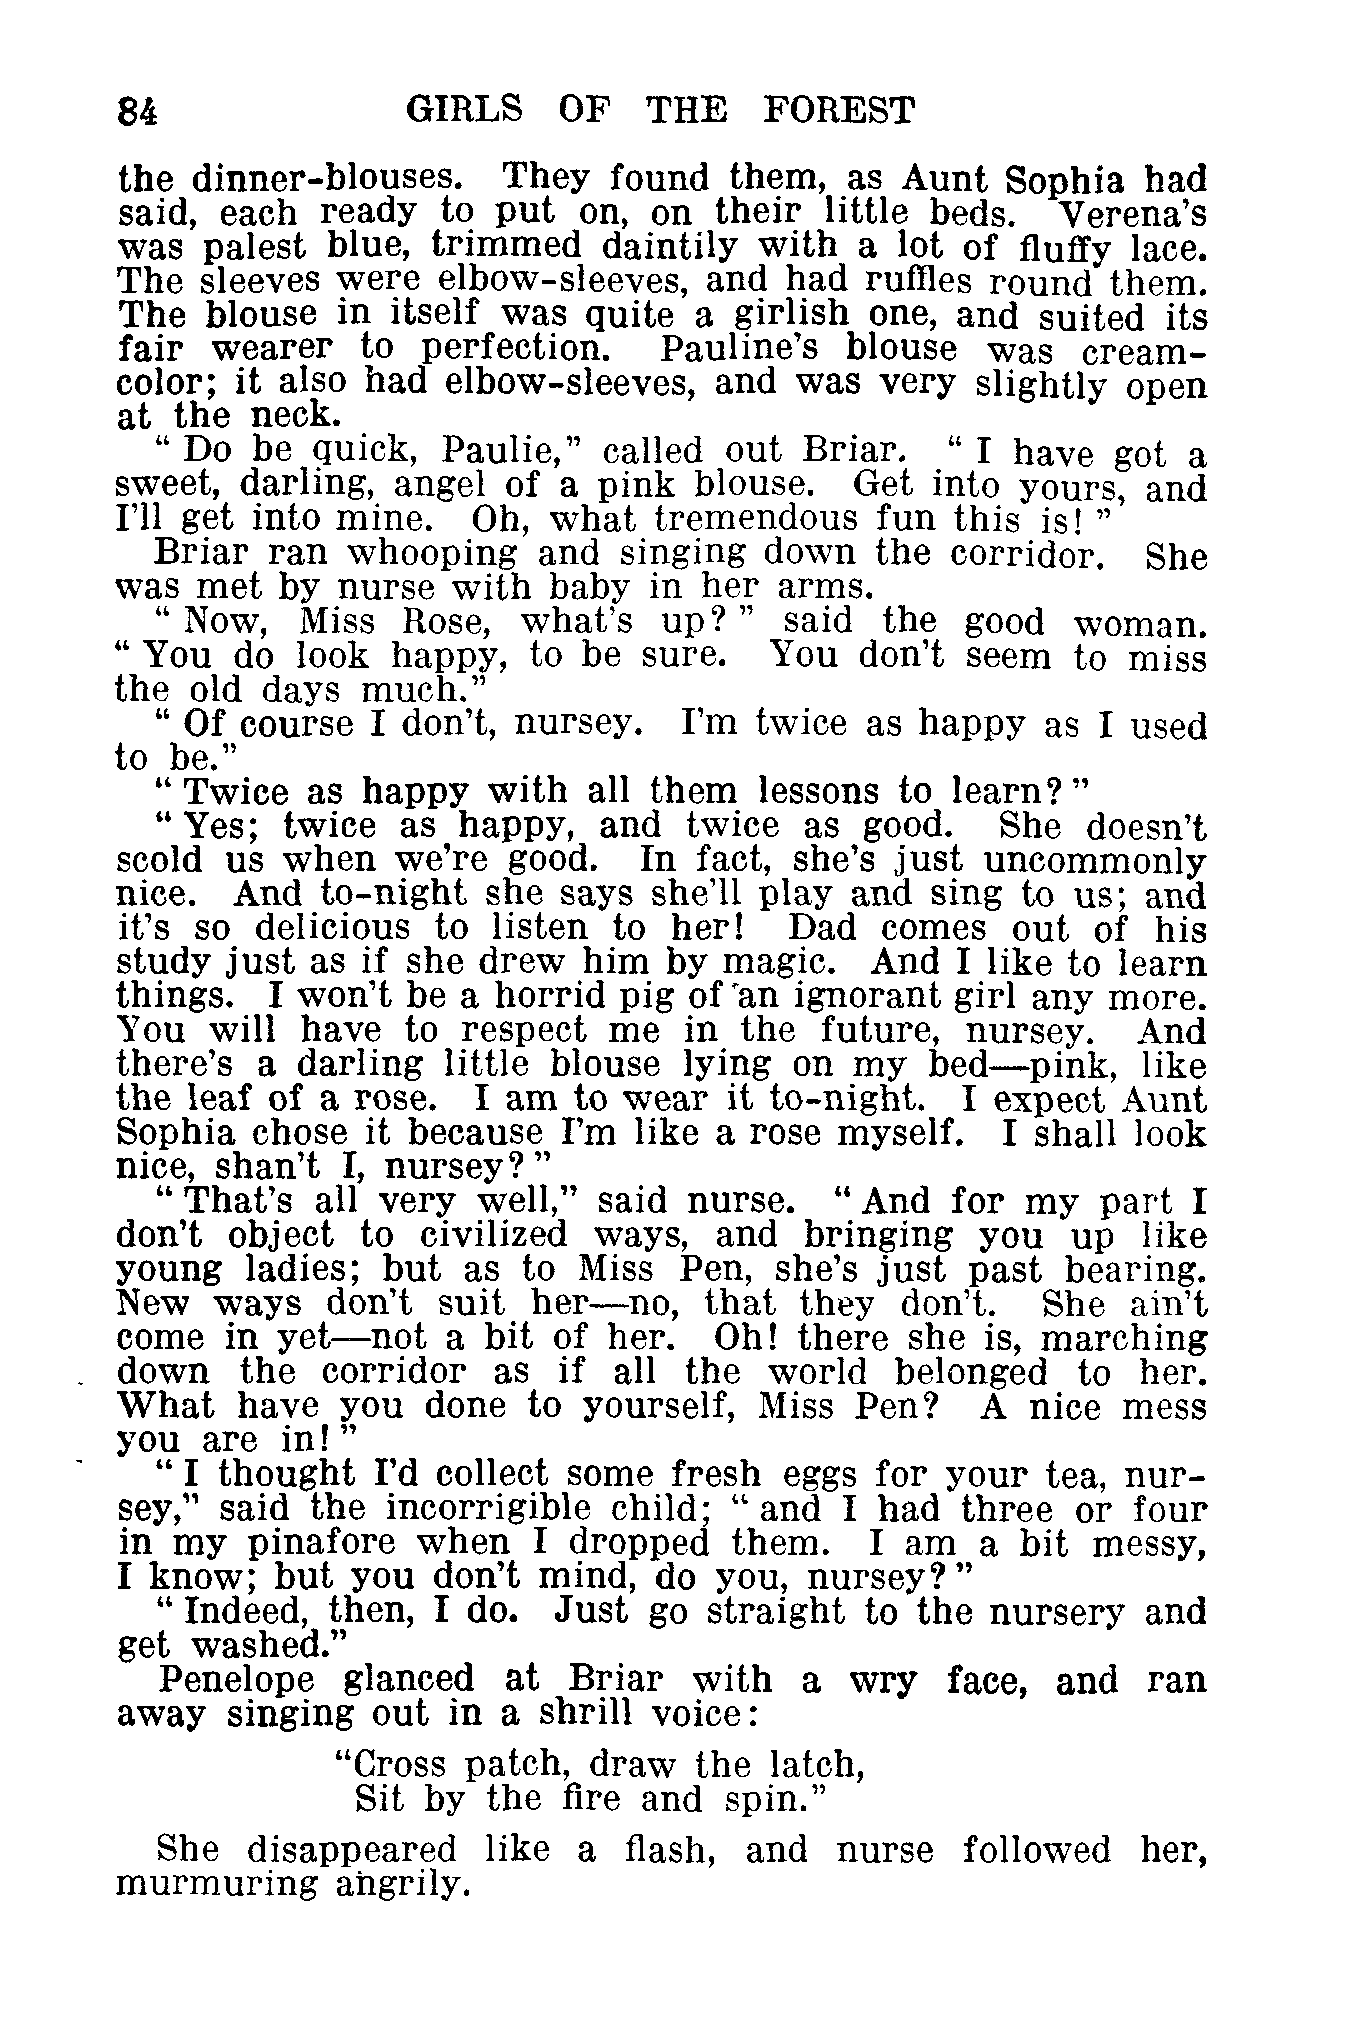 84 GIRLS OF THE FOREST
the dinner-blouses. They found them, as Aunt Sophia had
said, each ready to put on, on their little beds. Verena's
was palest blue, trimmed daintily with a lot of fluffy lace.
The sleeves were elbow-sleeves, and had ruffles round them.
The blouse in itself was quite a girlish one, and suited its
fair wearer to perfection. Pauline's blouse was cream-
color; it also had elbow-sleeves, and was very slightly open
at the neck.
“ Do be quick, Paulie,” called out Briar. “ I have got a
sweet, darling, angel of a pink blouse. Get into yours, and
I'll get into mine. Oh, what tremendous fun this is! ”
Briar ran whooping and singing down the corridor. She
was met by nurse with baby in her arms.
“ Now, Miss Rose, what's up? ” said the good woman.
“ You do look happy, to be sure. You don't seem to miss
the old days much.”
“ Of course I don't, nursey. I'm twice as happy as I used
to be.”
“ Twice as happy with all them lessons to learn? ”
“ Yes; twice as happy, and twice as good. She doesn't
scold us when we're good. In fact, she's just uncommonly
nice. And to-night she says she'll play and sing to us; and
it's so delicious to listen to her! Dad comes out of his
study just as if she drew him by magic. And I like to learn
things. I won't be a horrid pig of an ignorant girl any more.
You will have to respect me in the future, nursey. And
there's a darling little blouse lying on my bed—pink, like
the leaf of a rose. I am to wear it to-night. I expect Aunt
Sophia chose it because I'm like a rose myself. I shall look
nice, shan't I, nursey? ”
“ That's all very well,” said nurse. “ And for my part I
don't object to civilized ways, and bringing you up like
young ladies; but as to Miss Pen, she's just past bearing.
New ways don't suit her—no, that they don't. She ain't
come in yet—not a bit of her. Oh! there she is, marching
down the corridor as if all the world belonged to her.
What have you done to yourself, Miss Pen? A nice mess
you are in! ”
“ I thought I'd collect some fresh eggs for your tea, nur-
sey,” said the incorrigible child; “ and I had three or four
in my pinafore when I dropped them. I am a bit messy,
I know; but you don't mind, do you, nursey? ”
“ Indeed, then, I do. Just go straight to the nursery and
get washed.”
Penelope glanced at Briar with a wry face, and ran
away singing out in a shrill voice:
“Cross patch, draw the latch,
Sit by the fire and spin.”
She disappeared like a flash, and nurse followed her,
murmuring angrily.